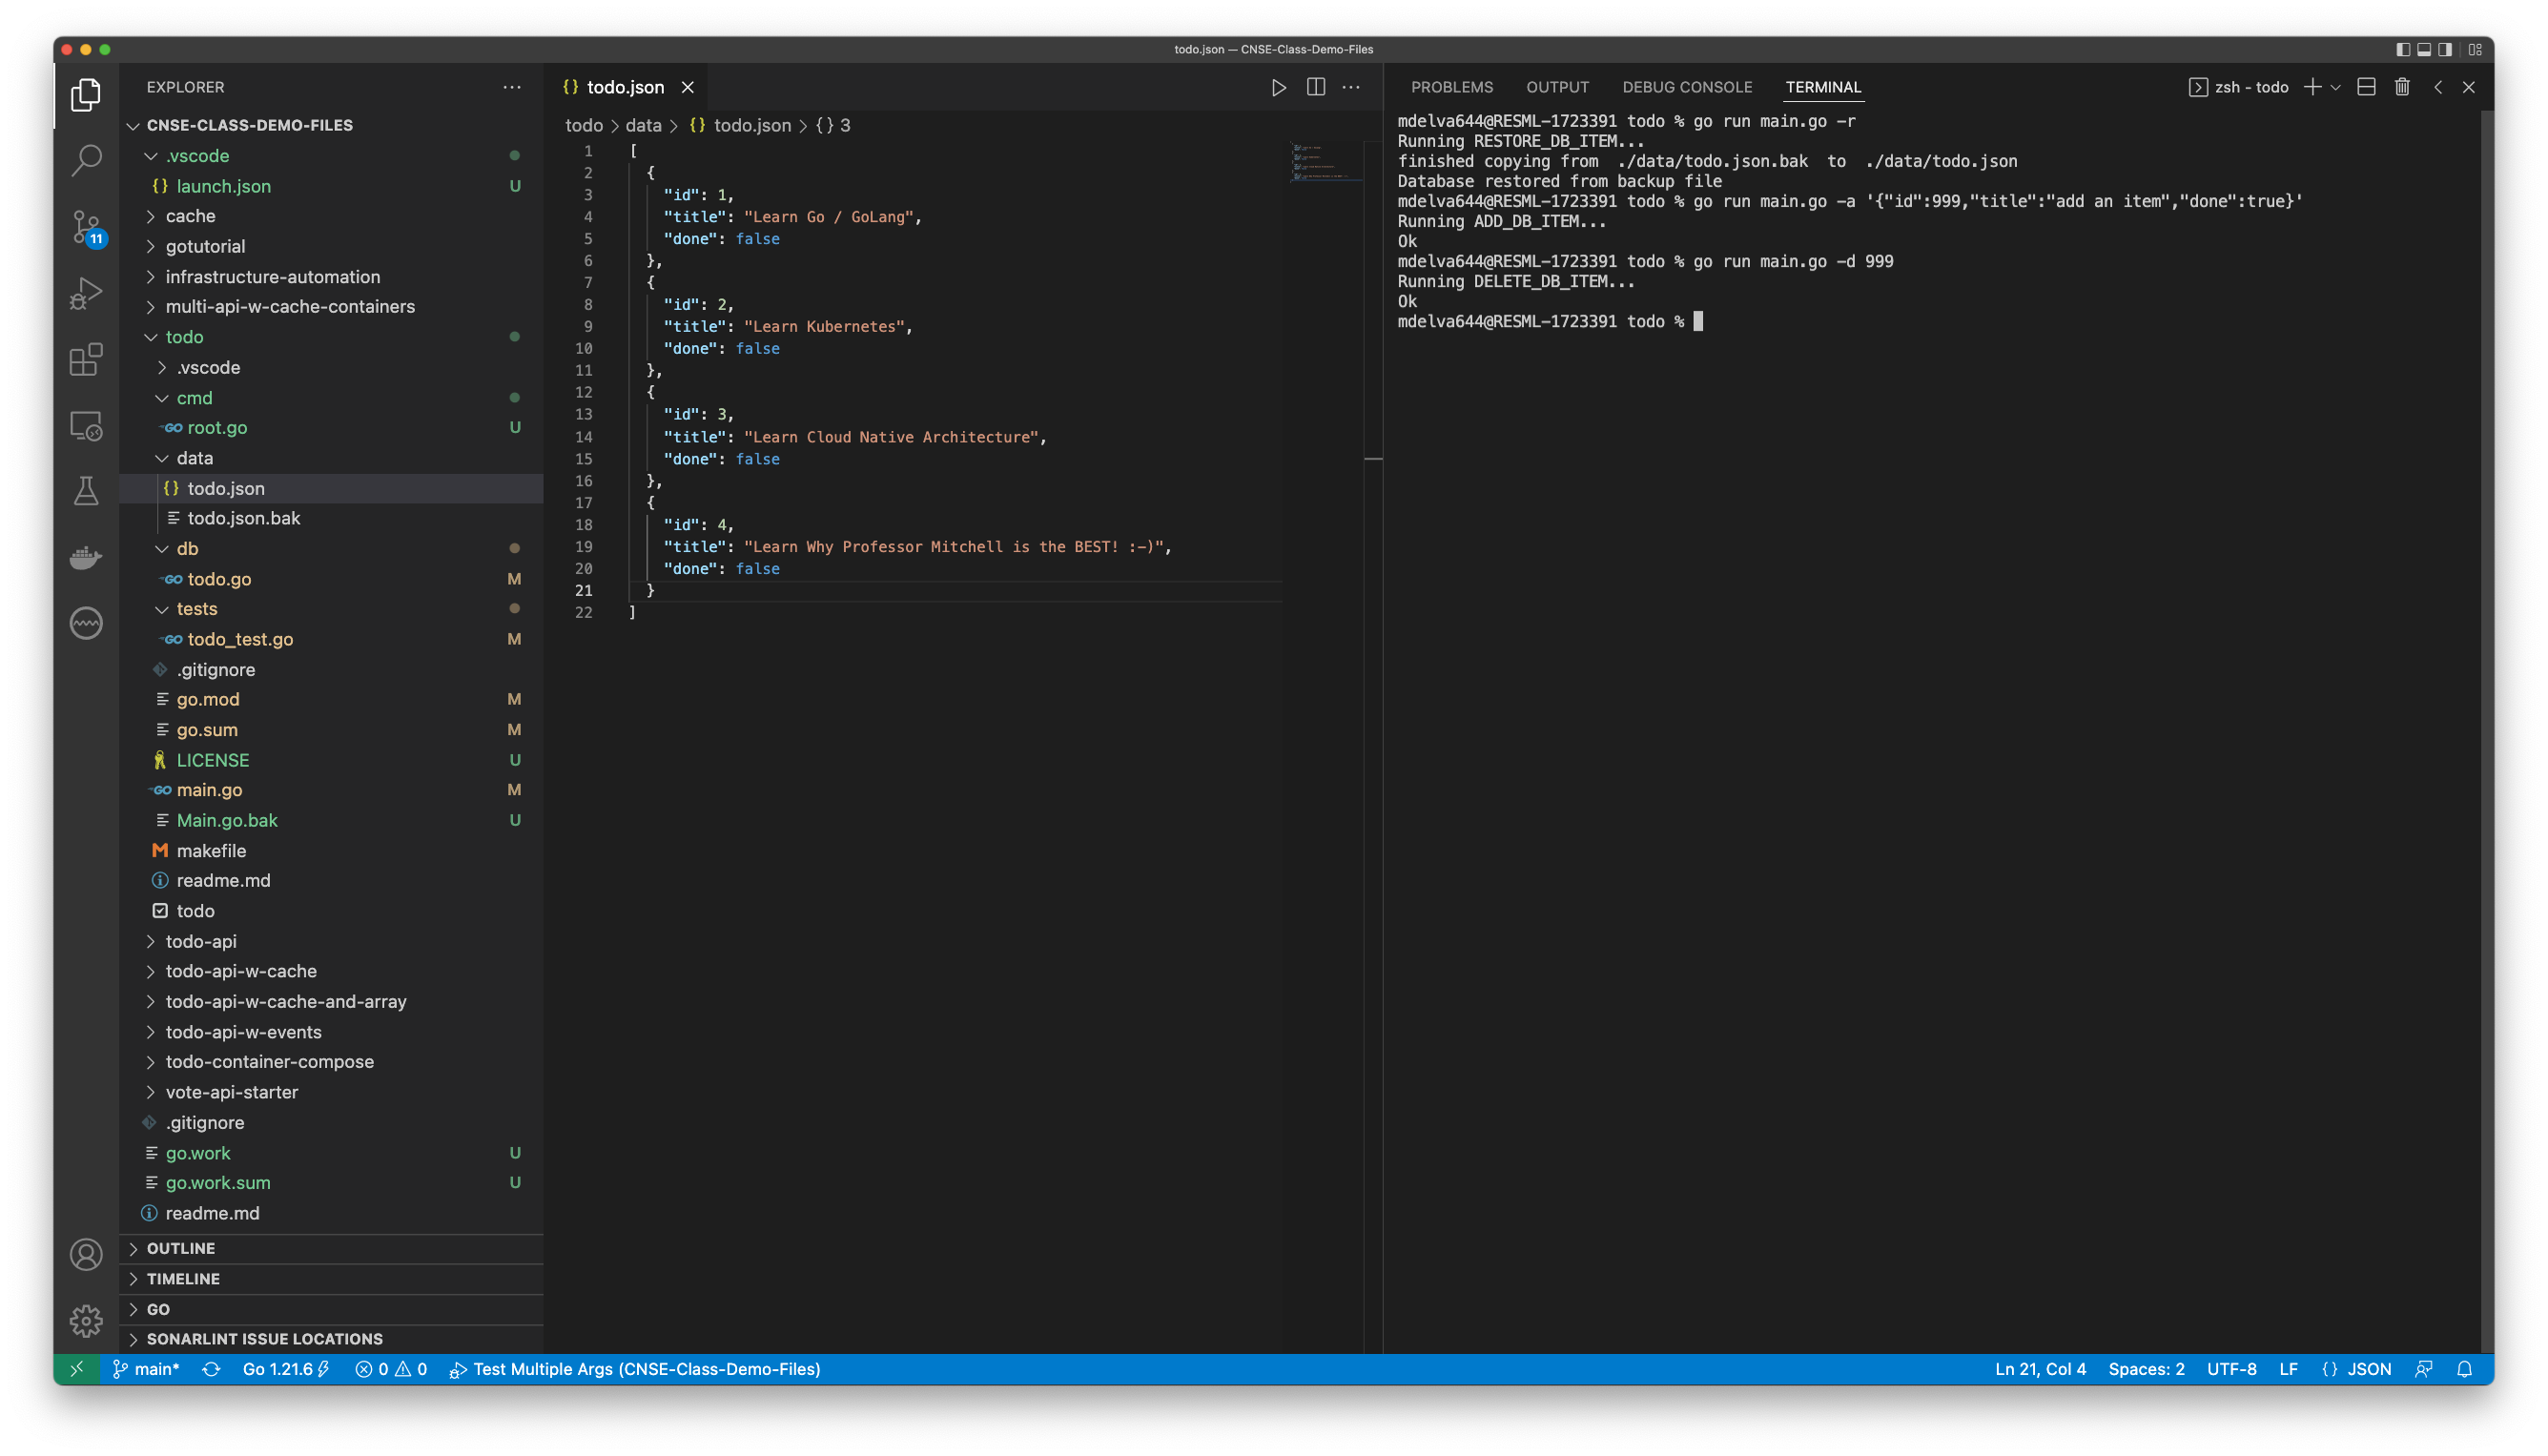 todo.json — CNSE-Class-Demo-Files
EXPLORER
CNSE-CLASS-DEMO-FILES
.vscode
{} launch.json U
cache
gotutorial
infrastructure-automation
multi-api-w-cache-containers
todo
.vscode
cmd
GO root.go U
data
{} todo.json
todo.json.bak
db
GO todo.go M
tests
GO todo_test.go M
.gitignore
go.mod M
go.sum M
LICENSE U
GO main.go M
Main.go.bak U
M makefile
readme.md
todo
todo-api
todo-api-w-cache
todo-api-w-cache-and-array
todo-api-w-events
todo-container-compose
vote-api-starter
.gitignore
go.work U
go.work.sum U
readme.md
OUTLINE
TIMELINE
GO
SONARLINT ISSUE LOCATIONS
11
{} todo.json
todo > data > {} todo.json > {} 3
1 [
2 {
3 "id": 1,
4 "title": "Learn Go / GoLang",
5 "done": false
6 },
7 {
8 "id": 2,
9 "title": "Learn Kubernetes",
10 "done": false
11 },
12 {
13 "id": 3,
14 "title": "Learn Cloud Native Architecture",
15 "done": false
16 },
17 {
18 "id": 4,
19 "title": "Learn Why Professor Mitchell is the BEST! :-)",
20 "done": false
21 }
22 ]
PROBLEMS OUTPUT DEBUG CONSOLE TERMINAL zsh - todo
mdelva644@RESML-1723391 todo % go run main.go -r
Running RESTORE_DB_ITEM...
finished copying from ./data/todo.json.bak to ./data/todo.json
Database restored from backup file
mdelva644@RESML-1723391 todo % go run main.go -a '{"id":999,"title":"add an item","done":true}'
Running ADD_DB_ITEM...
Ok
mdelva644@RESML-1723391 todo % go run main.go -d 999
Running DELETE_DB_ITEM...
Ok
mdelva644@RESML-1723391 todo %
main* Go 1.21.6 0 0 Test Multiple Args (CNSE-Class-Demo-Files) Ln 21, Col 4 Spaces: 2 UTF-8 LF {} JSON